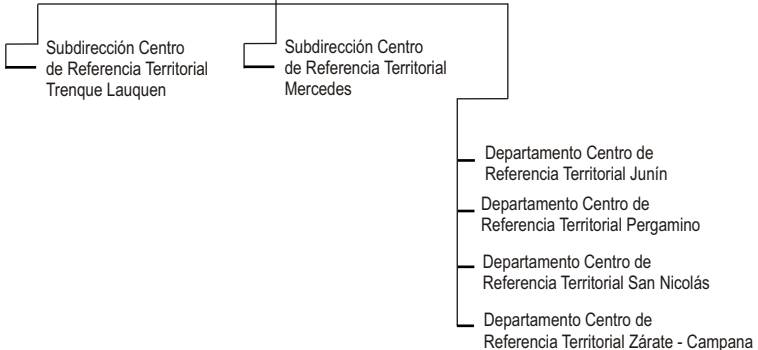 Subdirección Centro
de Referencia Territorial
Trenque Lauquen
Subdirección Centro
de Referencia Territorial
Mercedes
Departamento Centro de
Referencia Territorial Junín
Departamento Centro de
Referencia Territorial Pergamino
Departamento Centro de
Referencia Territorial San Nicolás
Departamento Centro de
Referencia Territorial Zárate - Campana